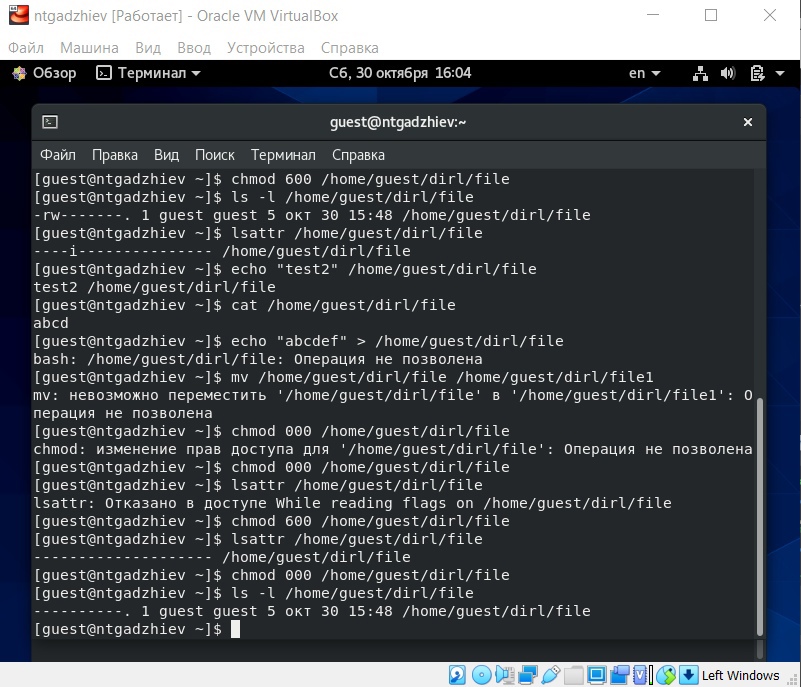 ntgadzhiev [Работает] - Oracle VM VirtualBox
Файл Машина Вид Ввод Устройства Справка
Обзор Терминал Сб, 30 октября 16:04 en
guest@ntgadzhiev:~
Файл Правка Вид Поиск Терминал Справка
[guest@ntgadzhiev ~]$ chmod 600 /home/guest/dirl/file
[guest@ntgadzhiev ~]$ ls -l /home/guest/dirl/file
-rw-------. 1 guest guest 5 окт 30 15:48 /home/guest/dirl/file
[guest@ntgadzhiev ~]$ lsattr /home/guest/dirl/file
----i--------------- /home/guest/dirl/file
[guest@ntgadzhiev ~]$ echo "test2" /home/guest/dirl/file
test2 /home/guest/dirl/file
[guest@ntgadzhiev ~]$ cat /home/guest/dirl/file
abcd
[guest@ntgadzhiev ~]$ echo "abcdef" > /home/guest/dirl/file
bash: /home/guest/dirl/file: Операция не позволена
[guest@ntgadzhiev ~]$ mv /home/guest/dirl/file /home/guest/dirl/file1
mv: невозможно переместить '/home/guest/dirl/file' в '/home/guest/dirl/file1': О
перация не позволена
[guest@ntgadzhiev ~]$ chmod 000 /home/guest/dirl/file
chmod: изменение прав доступа для '/home/guest/dirl/file': Операция не позволена
[guest@ntgadzhiev ~]$ chmod 000 /home/guest/dirl/file
[guest@ntgadzhiev ~]$ lsattr /home/guest/dirl/file
lsattr: Отказано в доступе While reading flags on /home/guest/dirl/file
[guest@ntgadzhiev ~]$ chmod 600 /home/guest/dirl/file
[guest@ntgadzhiev ~]$ lsattr /home/guest/dirl/file
-------------------- /home/guest/dirl/file
[guest@ntgadzhiev ~]$ chmod 000 /home/guest/dirl/file
[guest@ntgadzhiev ~]$ ls -l /home/guest/dirl/file
----------. 1 guest guest 5 окт 30 15:48 /home/guest/dirl/file
[guest@ntgadzhiev ~]$
Left Windows